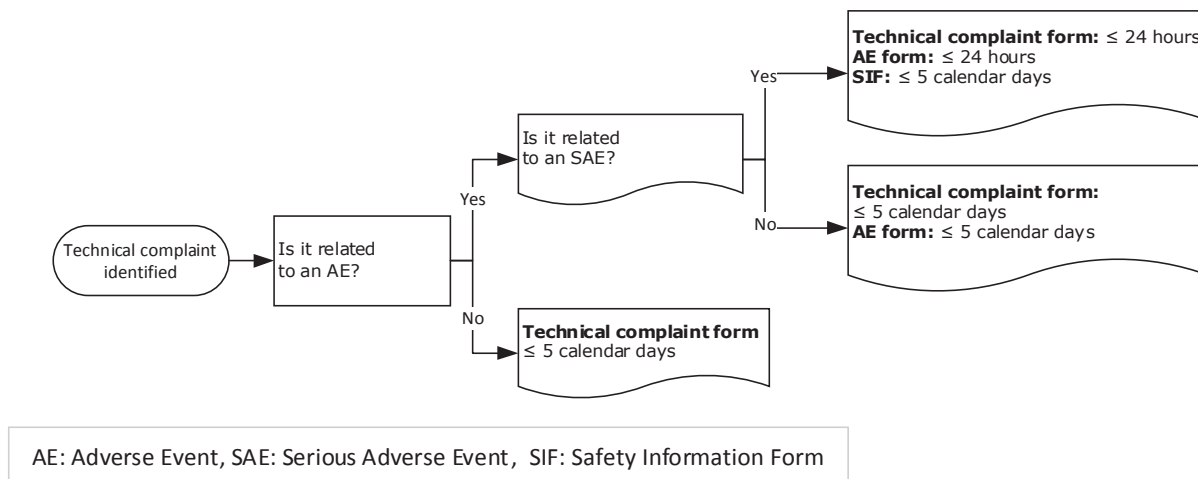 Technical complaint
identified
Is it related
to an AE?
Yes
No
Is it related
to an SAE?
Technical complaint form
≤ 5 calendar days
Yes
No
Technical complaint form: ≤ 24 hours
AE form: ≤ 24 hours
SIF: ≤ 5 calendar days
Technical complaint form:
≤ 5 calendar days
AE form: ≤ 5 calendar days
AE: Adverse Event, SAE: Serious Adverse Event, SIF: Safety Information Form